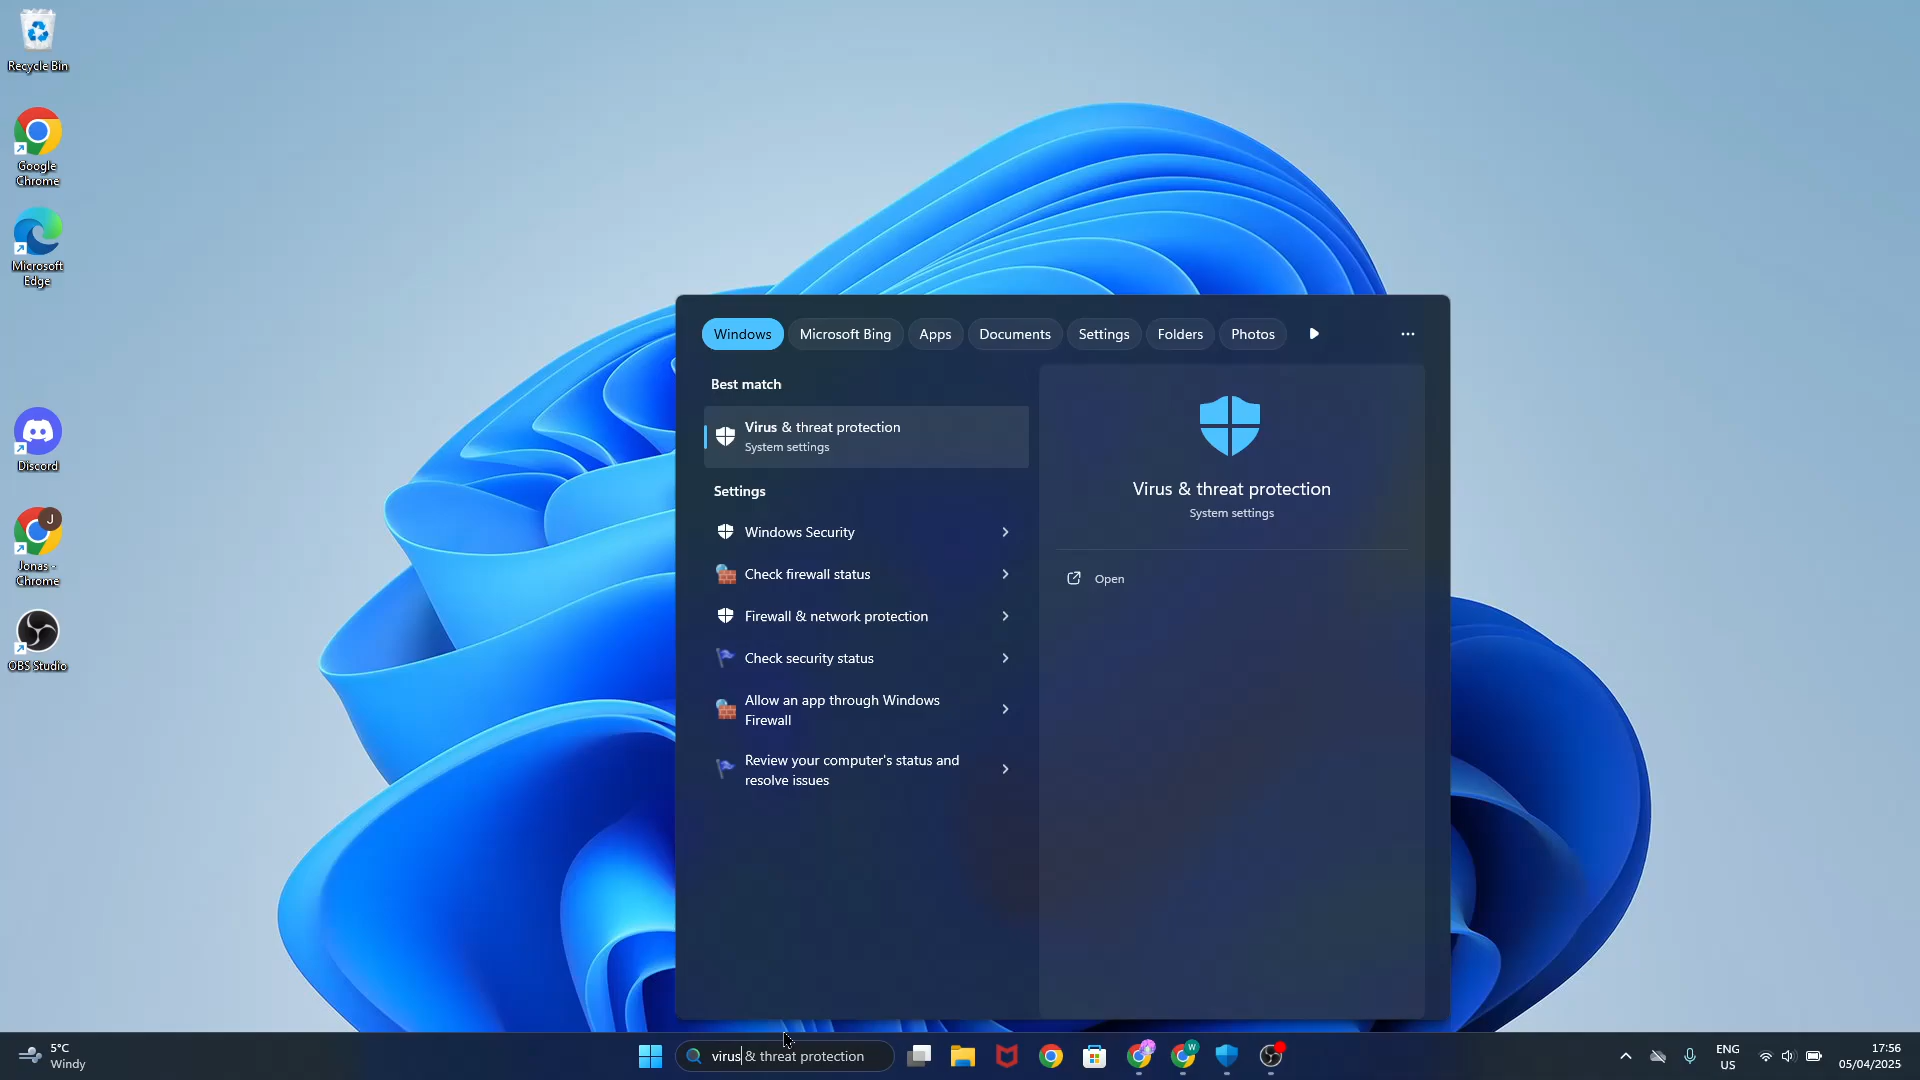 Recycle Bin
Google
Chrome
Microsoft
Edge
Discord
J
Jonas -
Chrome
OBS Studio
Windows
Microsoft Bing
Apps
Documents
Settings
Folders
Photos
Best match
Virus & threat protection
System settings
Settings
Windows Security
Check firewall status
Firewall & network protection
Check security status
Allow an app through Windows
Firewall
Review your computer's status and
resolve issues
Virus & threat protection
System settings
Open
5°C
Windy
virus & threat protection
W
ENG
US
17:56
05/04/2025